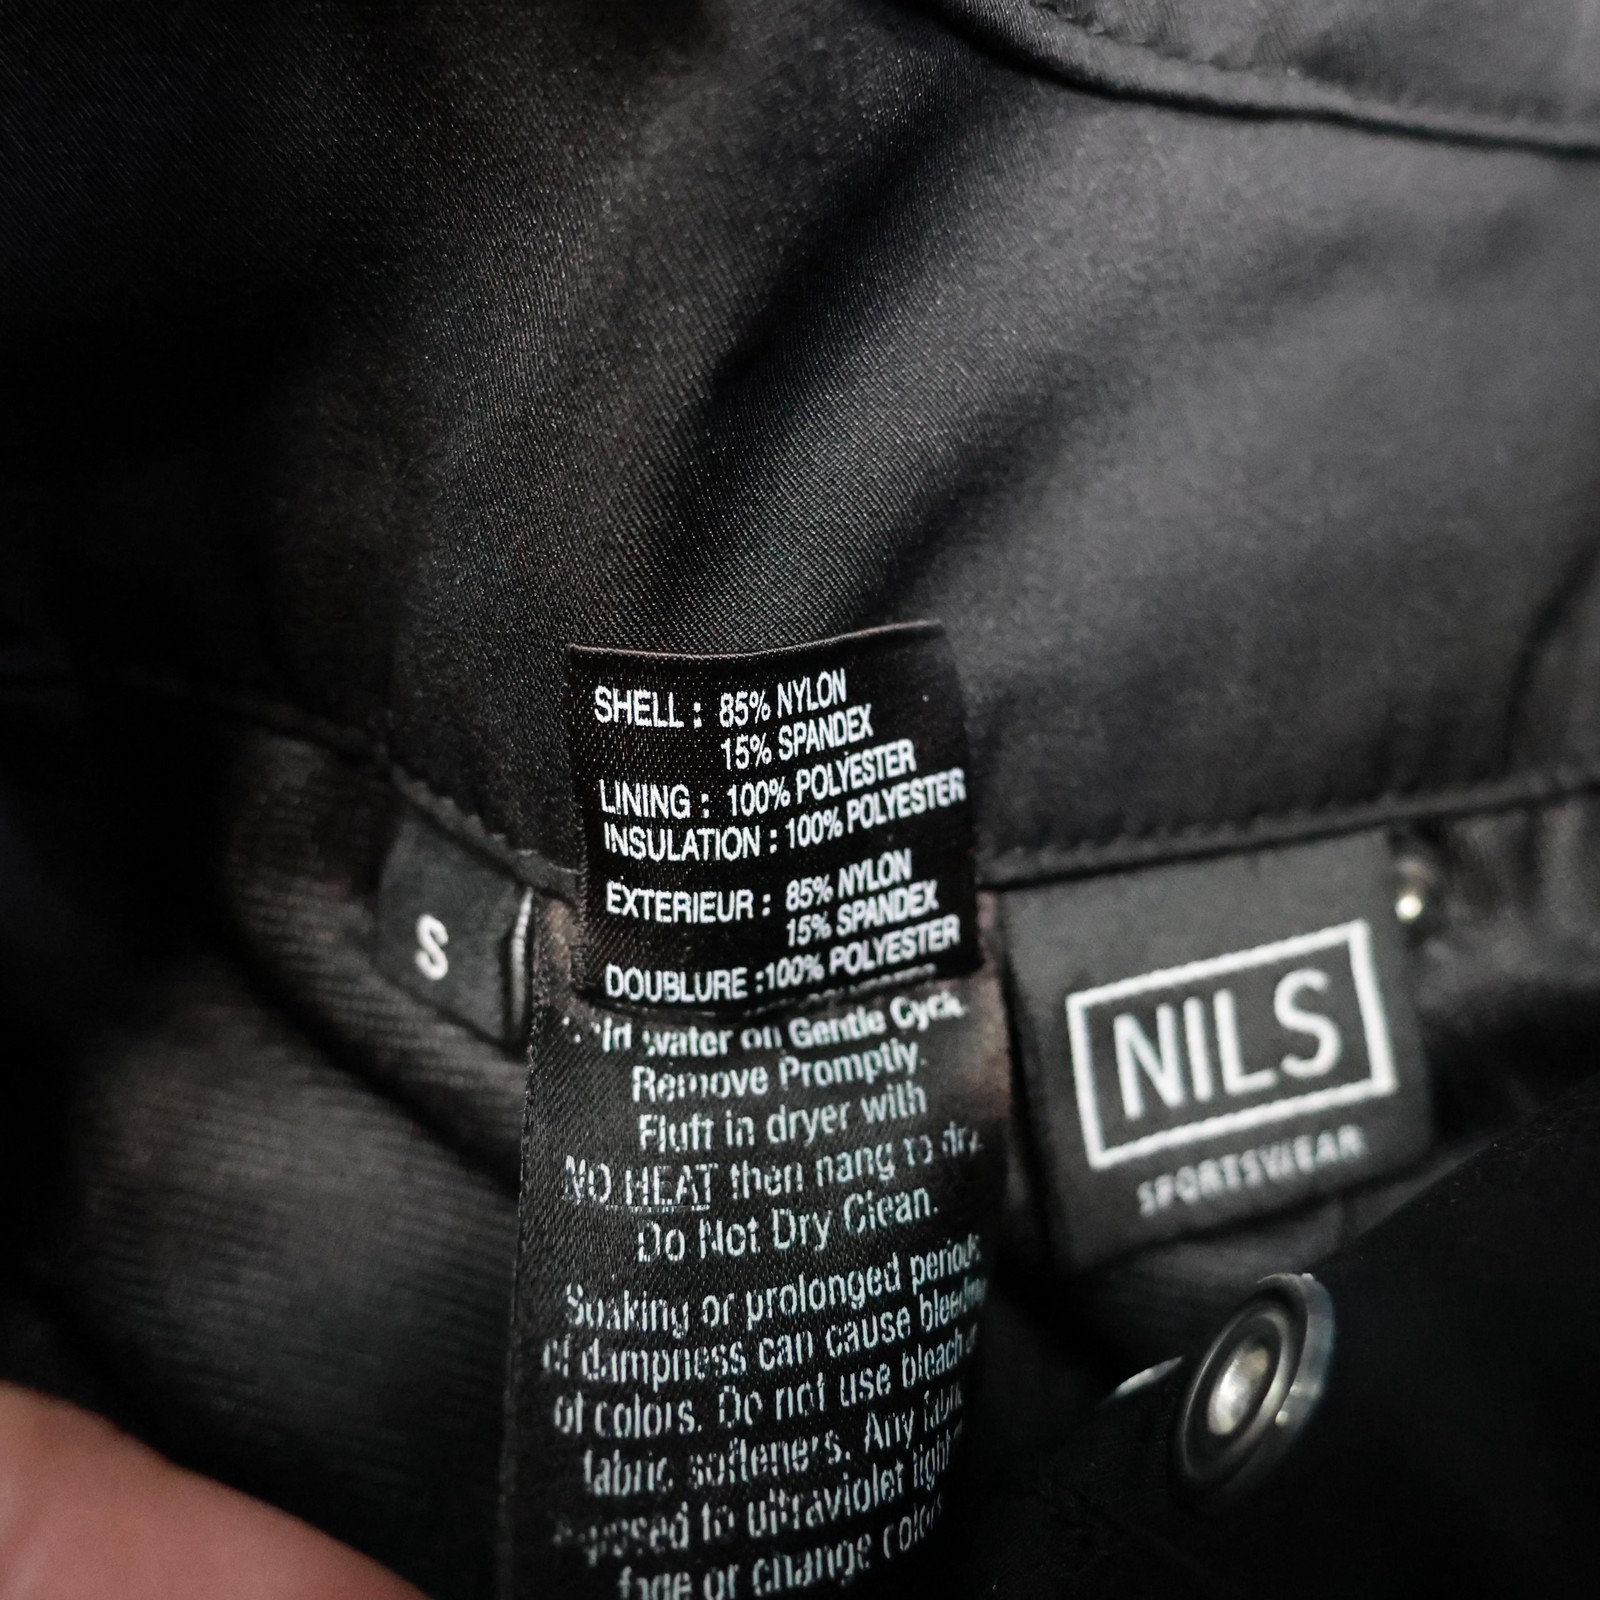 SHELL : 85% NYLON
15% SPANDEX
LINING : 100% POLYESTER
INSULATION : 100% POLYESTER
EXTERIEUR : 85% NYLON
15% SPANDEX
DOUBLURE :100% POLYESTER
water on Gentle Cycle.
Remove Promptly.
Fluff in dryer with
NO HEAT then hang to dry.
Do Not Dry Clean.
Soaking or prolonged periods
of dampness can cause bleeding
of colors. Do not use bleach or
fabric softeners. Any fabric
to ultraviolet light
fade or change color
S
NILS
SPORTSWEAR